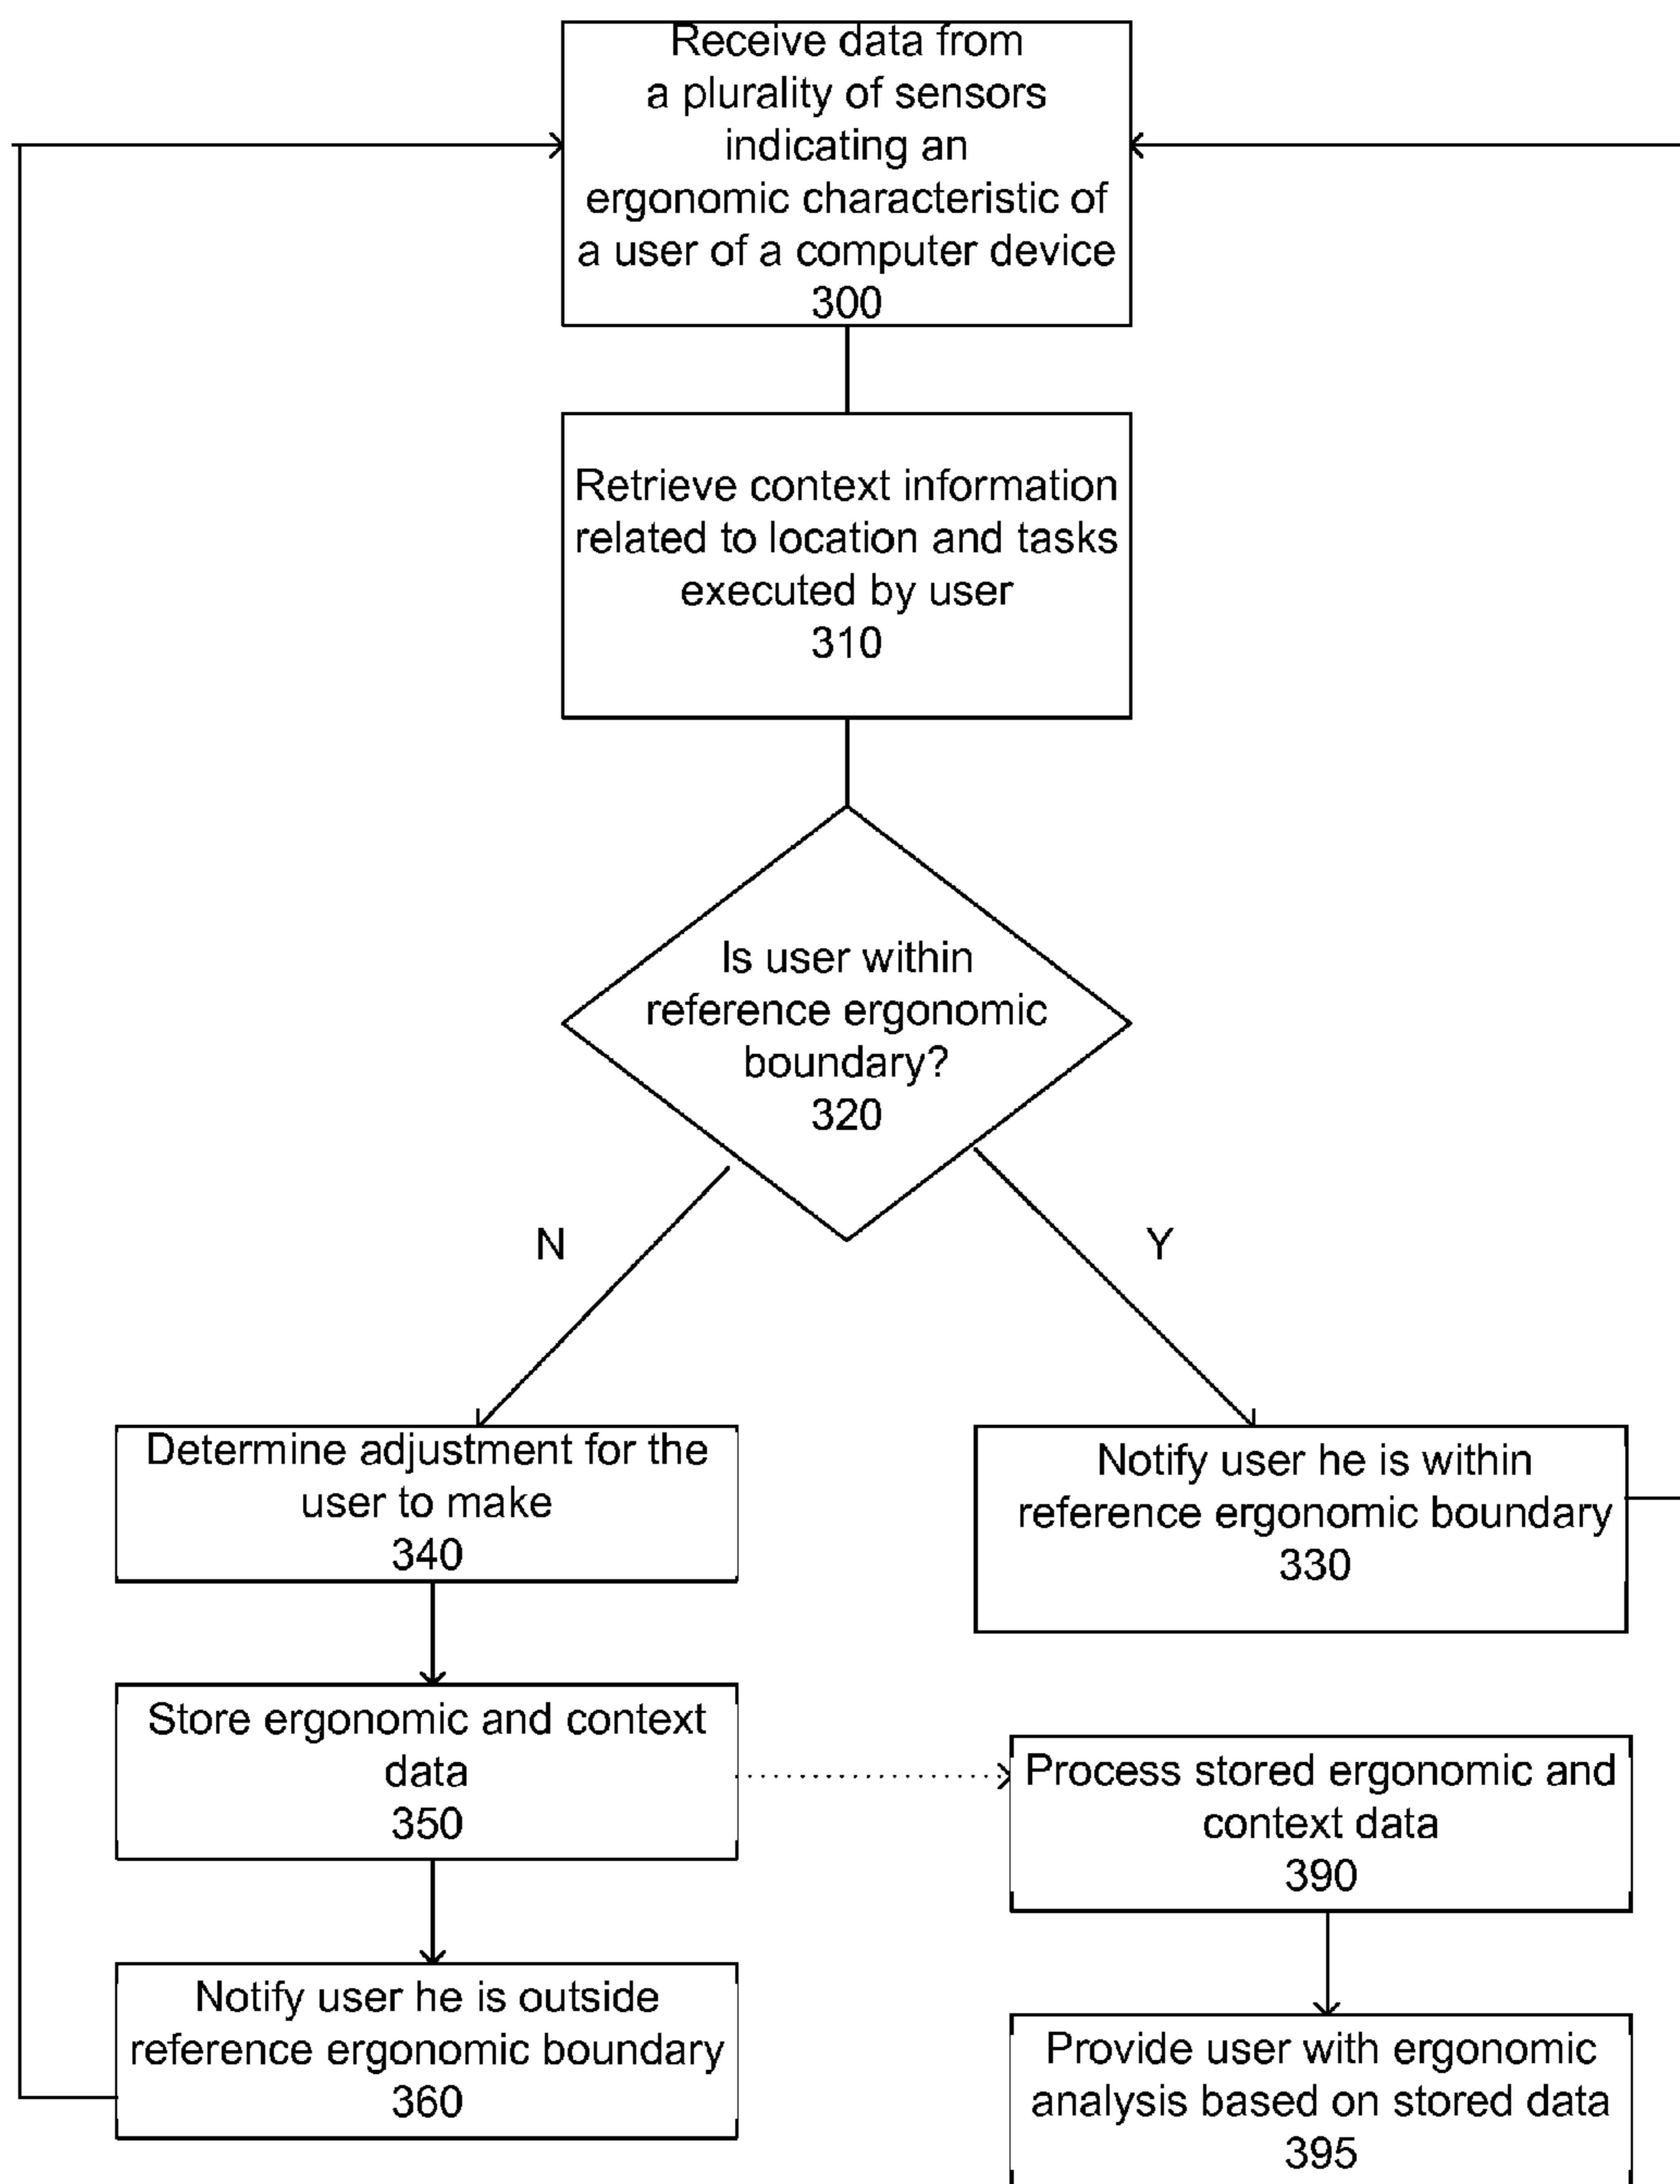 Receive data from
a plurality of sensors
indicating an
ergonomic characteristic of
a user of a computer device
300
Retrieve context information
related to location and tasks
executed by user
310
Is user within
reference ergonomic
boundary?
320
N
Y
Determine adjustment for the
user to make
340
Notify user he is within
reference ergonomic boundary
330
Store ergonomic and context
data
350
Process stored ergonomic and
context data
390
Notify user he is outside
reference ergonomic boundary
360
Provide user with ergonomic
analysis based on stored data
395